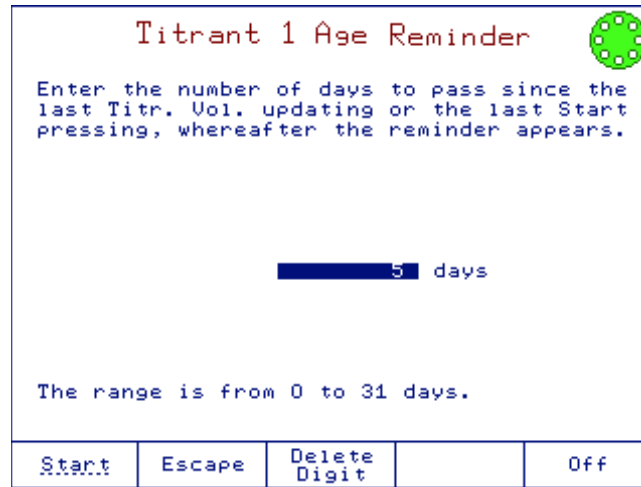 Titrant 1 Age Reminder
Enter the number of days to pass since the
last Titr. Vol. updating or the last Start
pressing, whereafter the reminder appears.
5 days
The range is from 0 to 31 days.
Start Escape Delete Digit Off